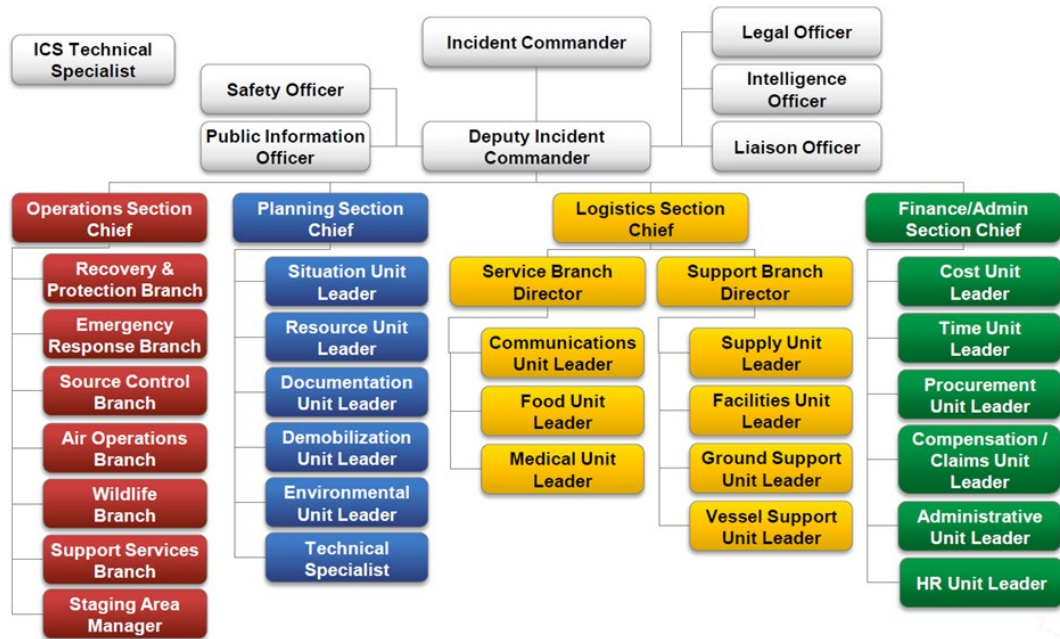 ICS Technical
Specialist
Incident Commander
Legal Officer
Intelligence
Officer
Safety Officer
Public Information
Officer
Deputy Incident
Commander
Liaison Officer
Operations Section
Chief
Recovery &
Protection Branch
Emergency
Response Branch
Source Control
Branch
Air Operations
Branch
Wildlife
Branch
Support Services
Branch
Staging Area
Manager
Planning Section
Chief
Situation Unit
Leader
Resource Unit
Leader
Documentation
Unit Leader
Demobilization
Unit Leader
Environmental
Unit Leader
Technical
Specialist
Logistics Section
Chief
Service Branch
Director
Communications
Unit Leader
Food Unit
Leader
Medical Unit
Leader
Support Branch
Director
Supply Unit
Leader
Facilities Unit
Leader
Ground Support
Unit Leader
Vessel Support
Unit Leader
Finance/Admin
Section Chief
Cost Unit
Leader
Time Unit
Leader
Procurement
Unit Leader
Compensation /
Claims Unit
Leader
Administrative
Unit Leader
HR Unit Leader